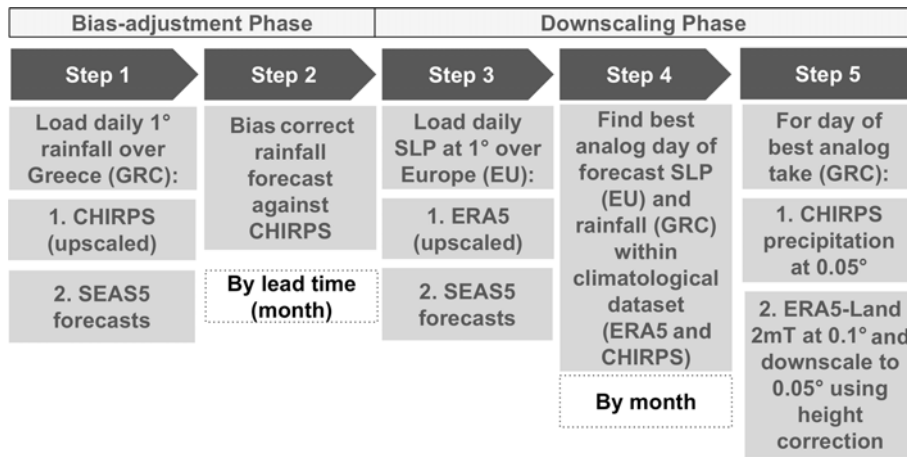 Bias-adjustment Phase
Downscaling Phase
Step 1
Step 2
Step 3
Step 4
Step 5
Load daily 1°
rainfall over
Greece (GRC):
1. CHIRPS
(upscaled)
2. SEAS5
forecasts
Bias correct
rainfall
forecast
against
CHIRPS
By lead time
(month)
Load daily
SLP at 1° over
Europe (EU):
1. ERA5
(upscaled)
2. SEAS5
forecasts
Find best
analog day of
forecast SLP
(EU) and
rainfall (GRC)
within
climatological
dataset
(ERA5 and
CHIRPS)
By month
For day of
best analog
take (GRC):
1. CHIRPS
precipitation
at 0.05°
2. ERA5-Land
2mT at 0.1° and
downscale to
0.05° using
height
correction